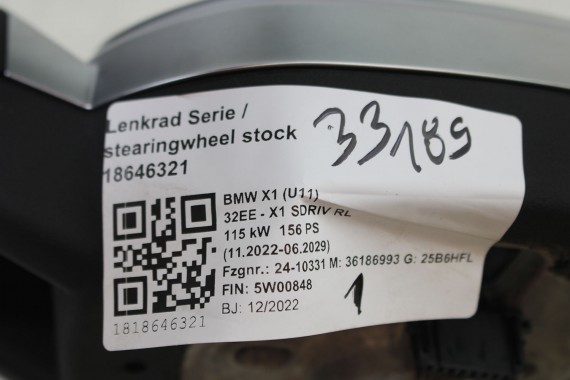 Lenkrad Serie /
stearingwheel stock
18646321
33189
BMW X1 (U11)
32EE - X1 SDRIV RL
115 kW 156 PS
(11.2022-06.2029)
Fzgnr.: 24-10331 M: 36186993 G: 25B6HFL
FIN: 5W00848
BJ: 12/2022
1
1818646321